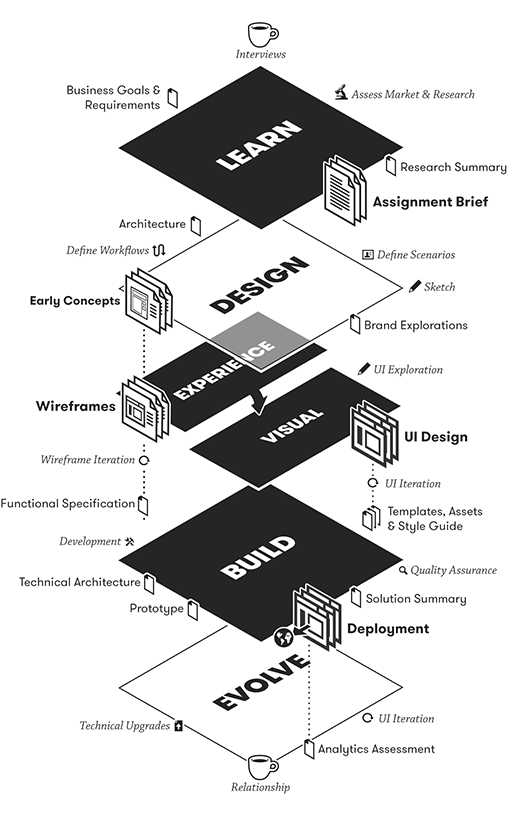 Interviews
Business Goals &
Requirements
Assess Market & Research
LEARN
Research Summary
Assignment Brief
Architecture
Define Workflows
Define Scenarios
DESIGN
Sketch
Early Concepts
Brand Explorations
EXPERIENCE
UI Exploration
Wireframes
VISUAL
UI Design
Wireframe Iteration
UI Iteration
Functional Specification
Templates, Assets
& Style Guide
Development
BUILD
Quality Assurance
Technical Architecture
Solution Summary
Prototype
Deployment
EVOLVE
UI Iteration
Technical Upgrades
Analytics Assessment
Relationship